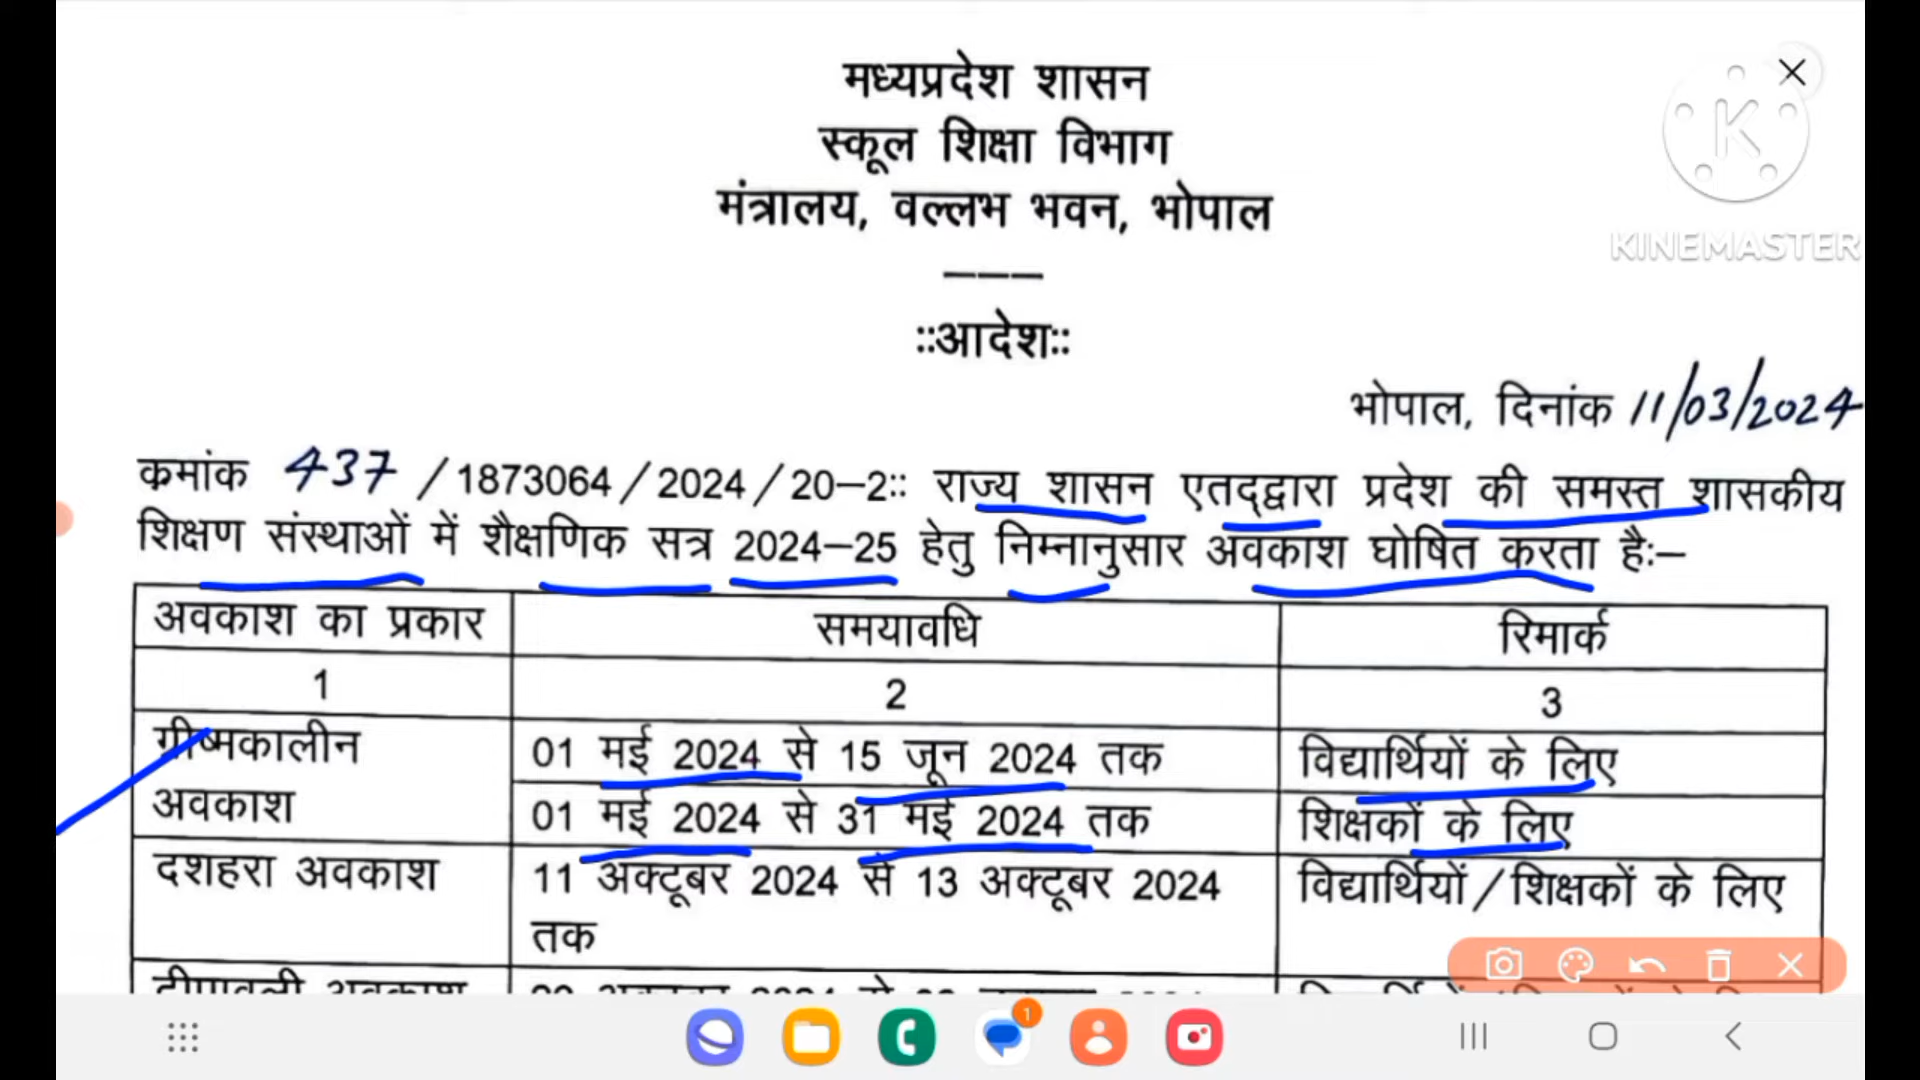 KINEMASTER
मध्यप्रदेश शासन
स्कूल शिक्षा विभाग
मंत्रालय, वल्लभ भवन, भोपाल
———
::आदेश::
भोपाल, दिनांक 11/03/2024
कमांक 437 /1873064/2024/20-2:: राज्य शासन एतद्द्वारा प्रदेश की समस्त शासकीय
शिक्षण संस्थाओं में शैक्षणिक सत्र 2024-25 हेतु निम्नानुसार अवकाश घोषित करता है:-
अवकाश का प्रकार समयावधि रिमार्क
1 2 3
गीष्मकालीन 01 मई 2024 से 15 जून 2024 तक विद्यार्थियों के लिए
अवकाश 01 मई 2024 से 31 मई 2024 तक शिक्षकों के लिए
दशहरा अवकाश 11 अक्टूबर 2024 से 13 अक्टूबर 2024 विद्यार्थियों/शिक्षकों के लिए
तक
1